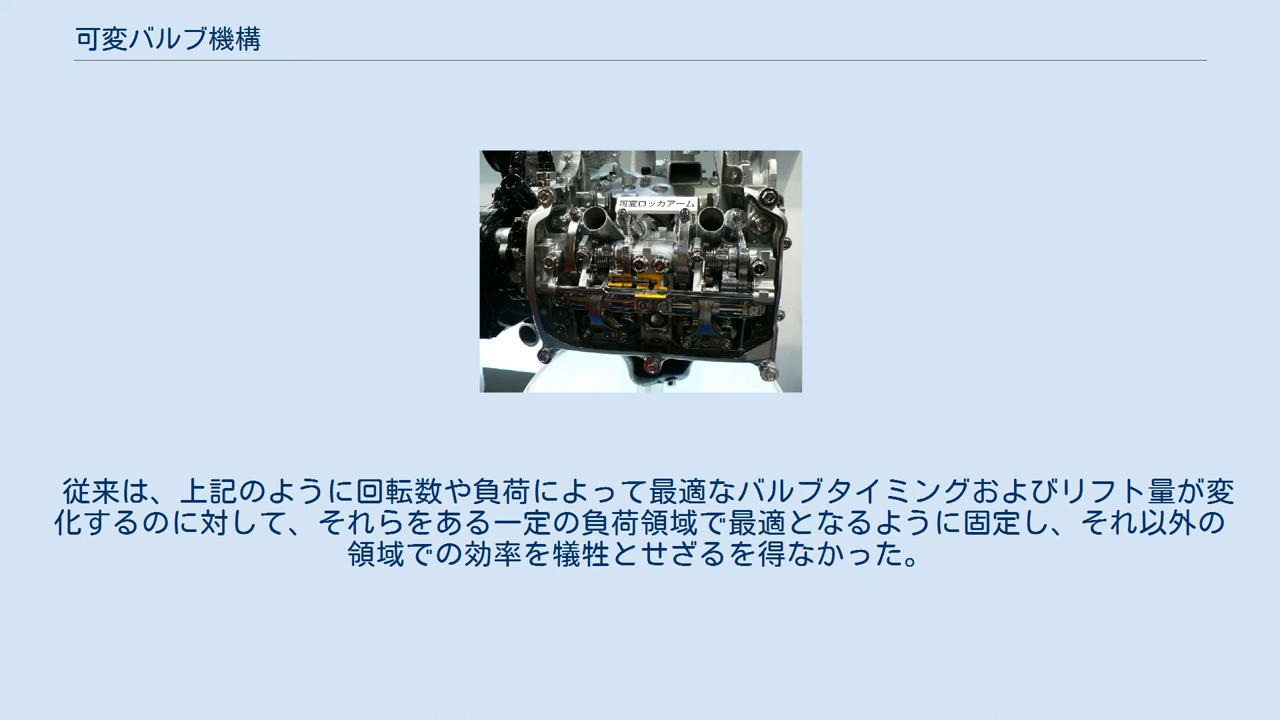 可変バルブ機構
可変ロッカアーム
従来は、上記のように回転数や負荷によって最適なバルブタイミングおよびリフト量が変
化するのに対して、それらをある一定の負荷領域で最適となるように固定し、それ以外の
領域での効率を犠牲とせざるを得なかった。